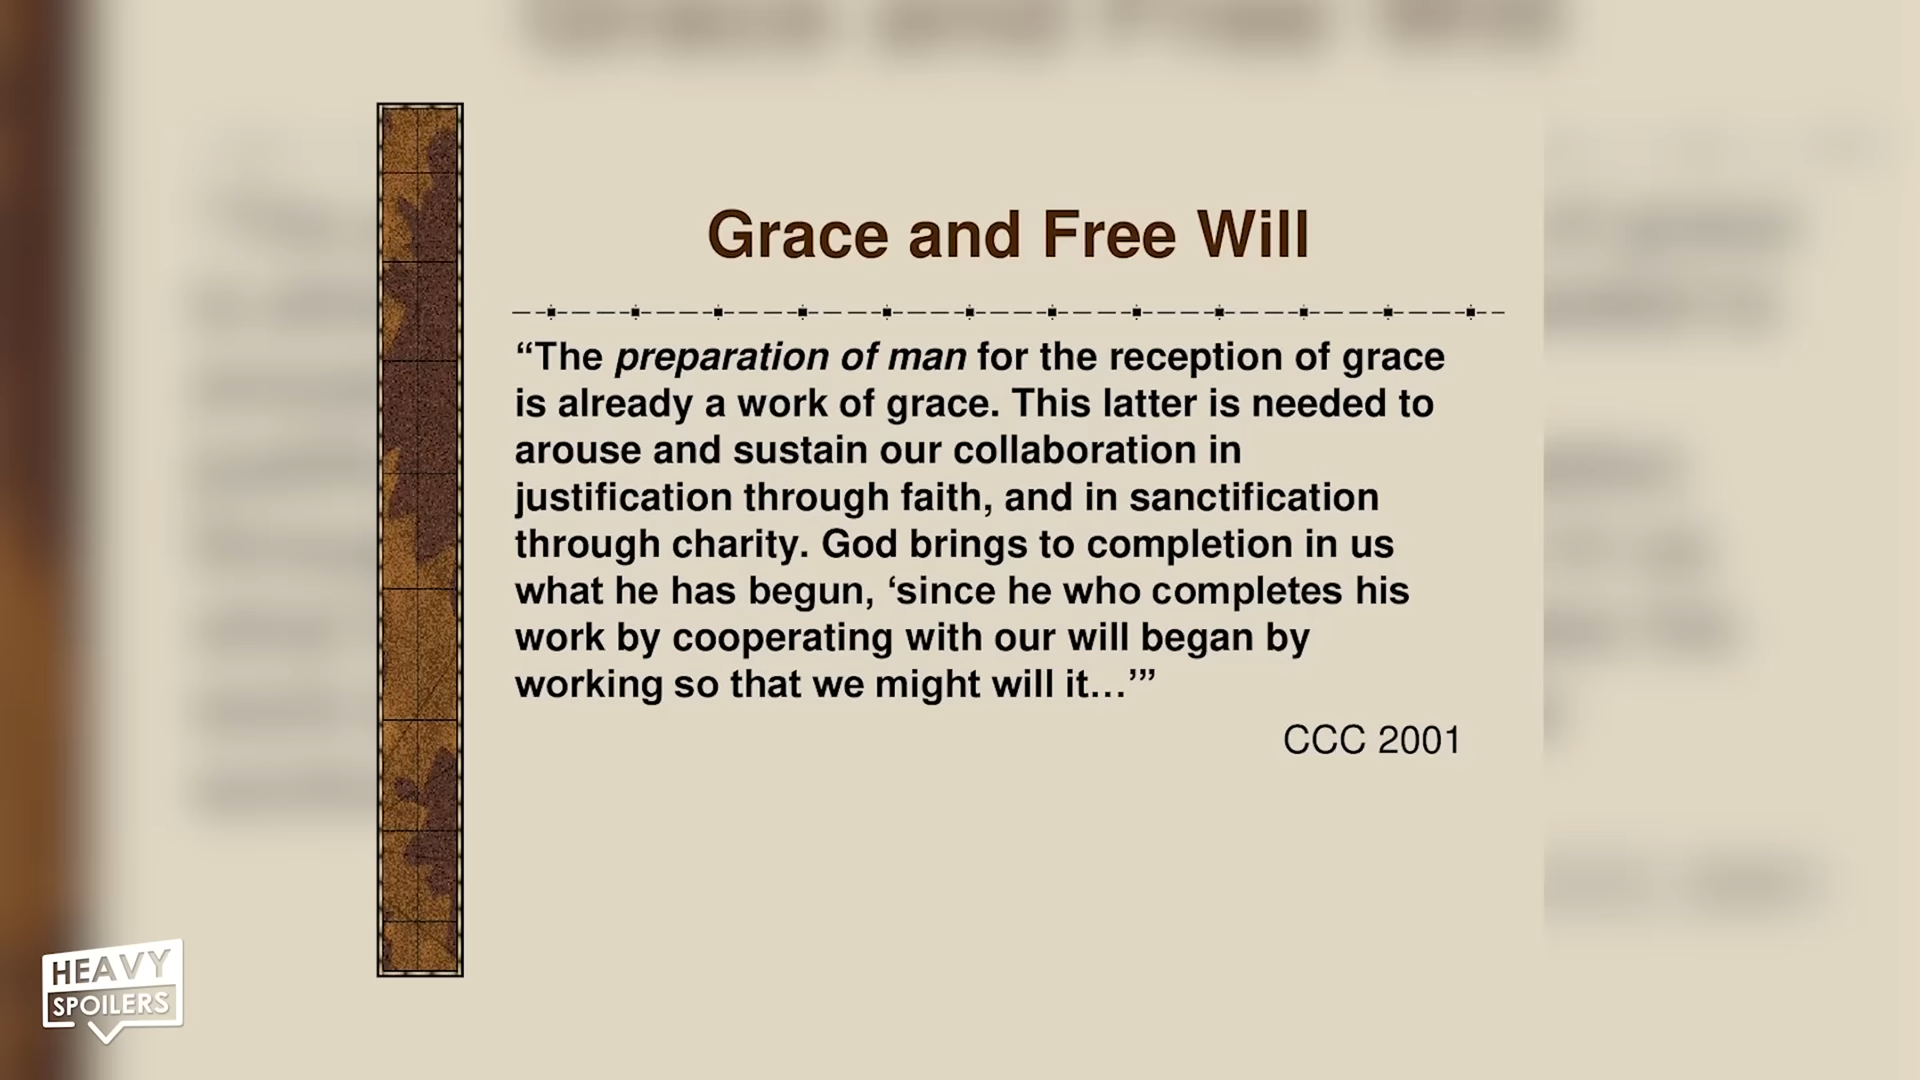 Grace and Free Will
“The preparation of man for the reception of grace
is already a work of grace. This latter is needed to
arouse and sustain our collaboration in
justification through faith, and in sanctification
through charity. God brings to completion in us
what he has begun, ‘since he who completes his
work by cooperating with our will began by
working so that we might will it…’”
CCC 2001
HEAVY
SPOILERS